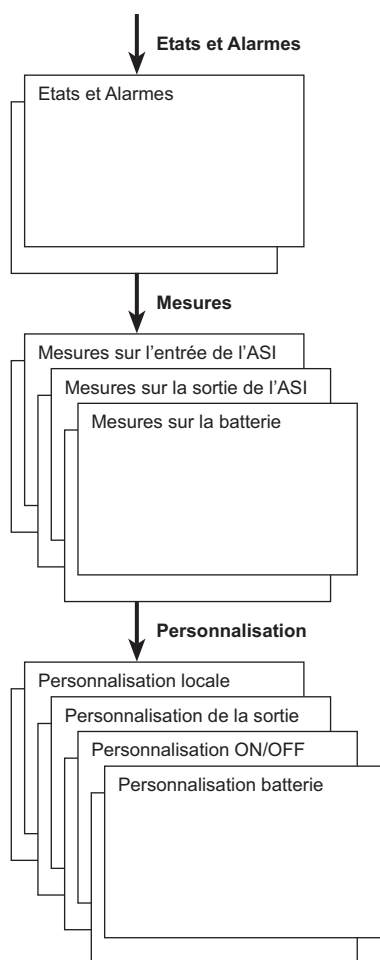 Etats et Alarmes
Etats et Alarmes
Mesures
Mesures sur l'entrée de l'ASI
Mesures sur la sortie de l'ASI
Mesures sur la batterie
Personnalisation
Personnalisation locale
Personnalisation de la sortie
Personnalisation ON/OFF
Personnalisation batterie